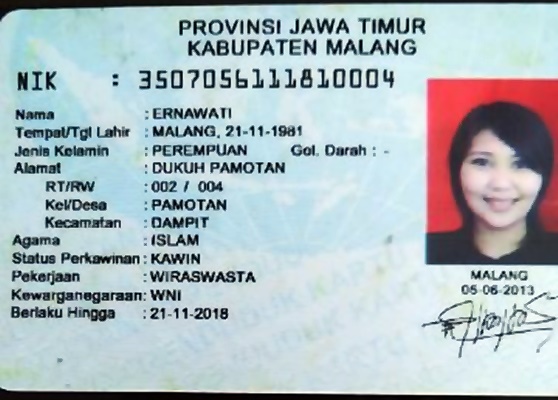 PROVINSI JAWA TIMUR
KABUPATEN MALANG
NIK : 3507056111810004
Nama : ERNAWATI
Tempat/Tgl Lahir : MALANG, 21-11-1981
Jenis Kelamin : PEREMPUAN Gol. Darah : -
Alamat : DUKUH PAMOTAN
RT/RW : 002 / 004
Kel/Desa : PAMOTAN
Kecamatan : DAMPIT
Agama : ISLAM
Status Perkawinan : KAWIN
Pekerjaan : WIRASWASTA
Kewarganegaraan : WNI
Berlaku Hingga : 21-11-2018
MALANG
06-06-2013